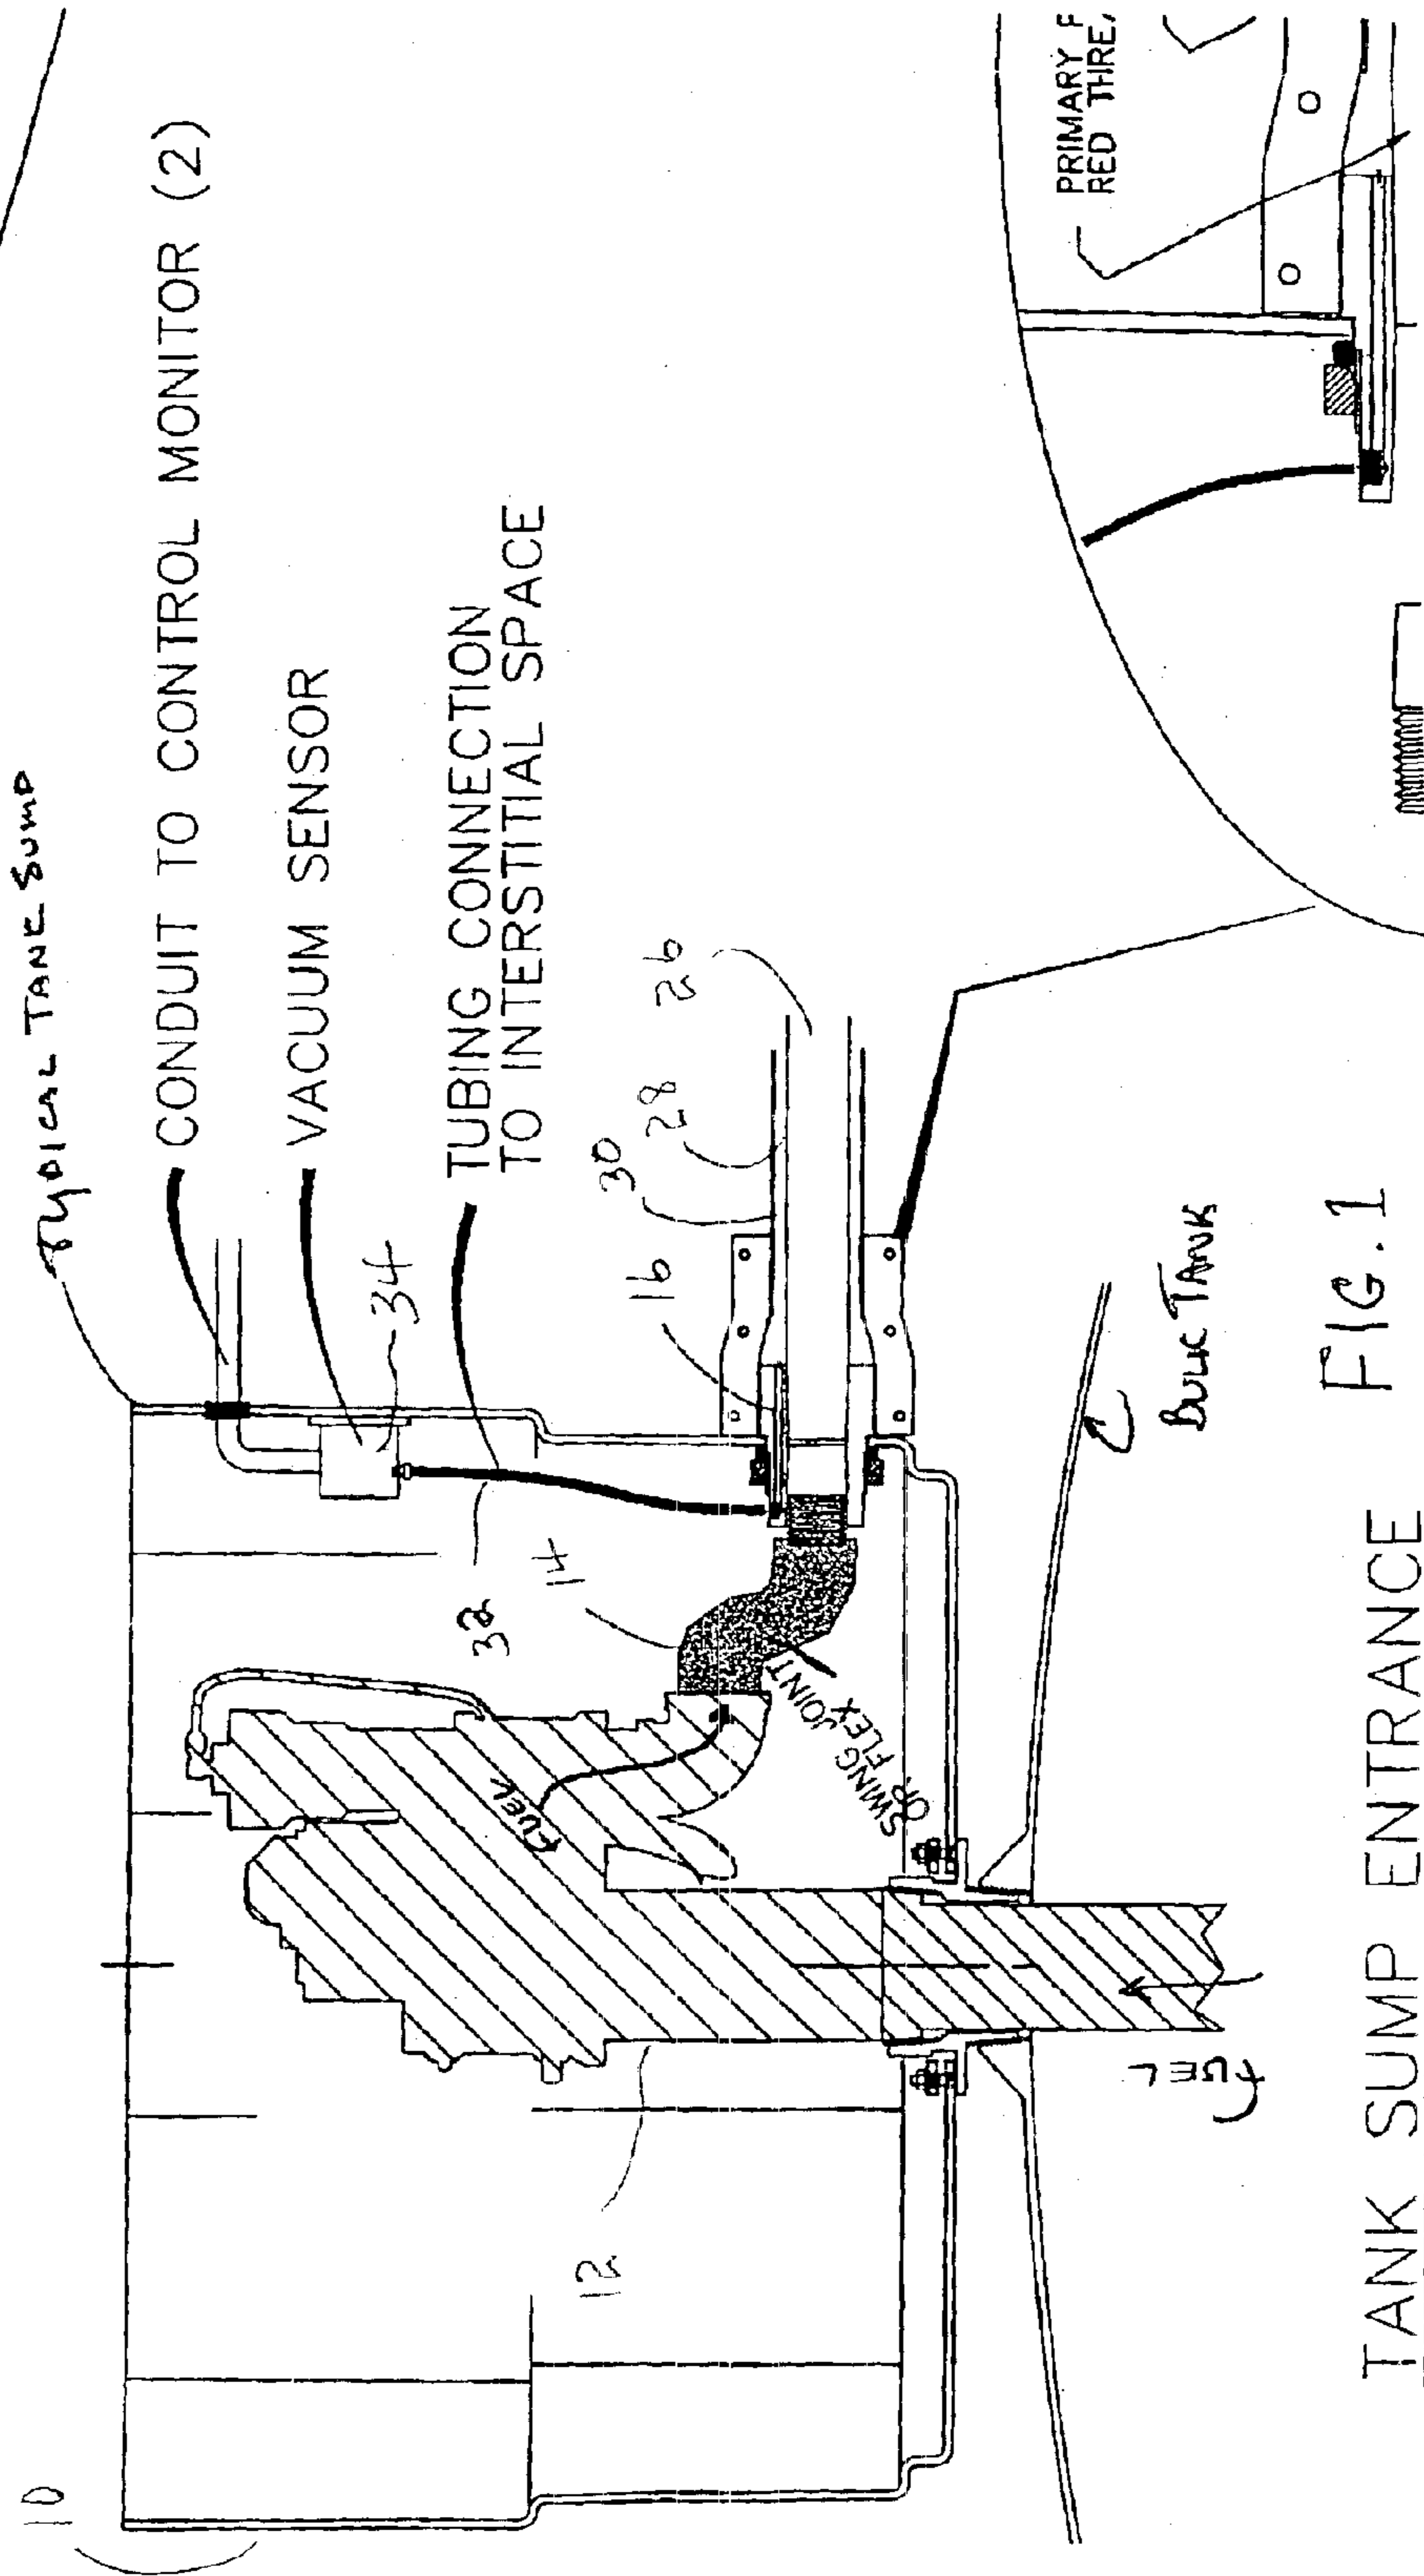 TYPICAL TANK SUMP
CONDUIT TO CONTROL MONITOR (2)
VACUUM SENSOR
TUBING CONNECTION
TO INTERSTITIAL SPACE
10
34
32
14
30
28
26
16
12
FUEL
SWING JOINT
OR FLEX
FUEL
BULK TANK
PRIMARY
RED
TANK SUMP ENTRANCE
FIG. 1